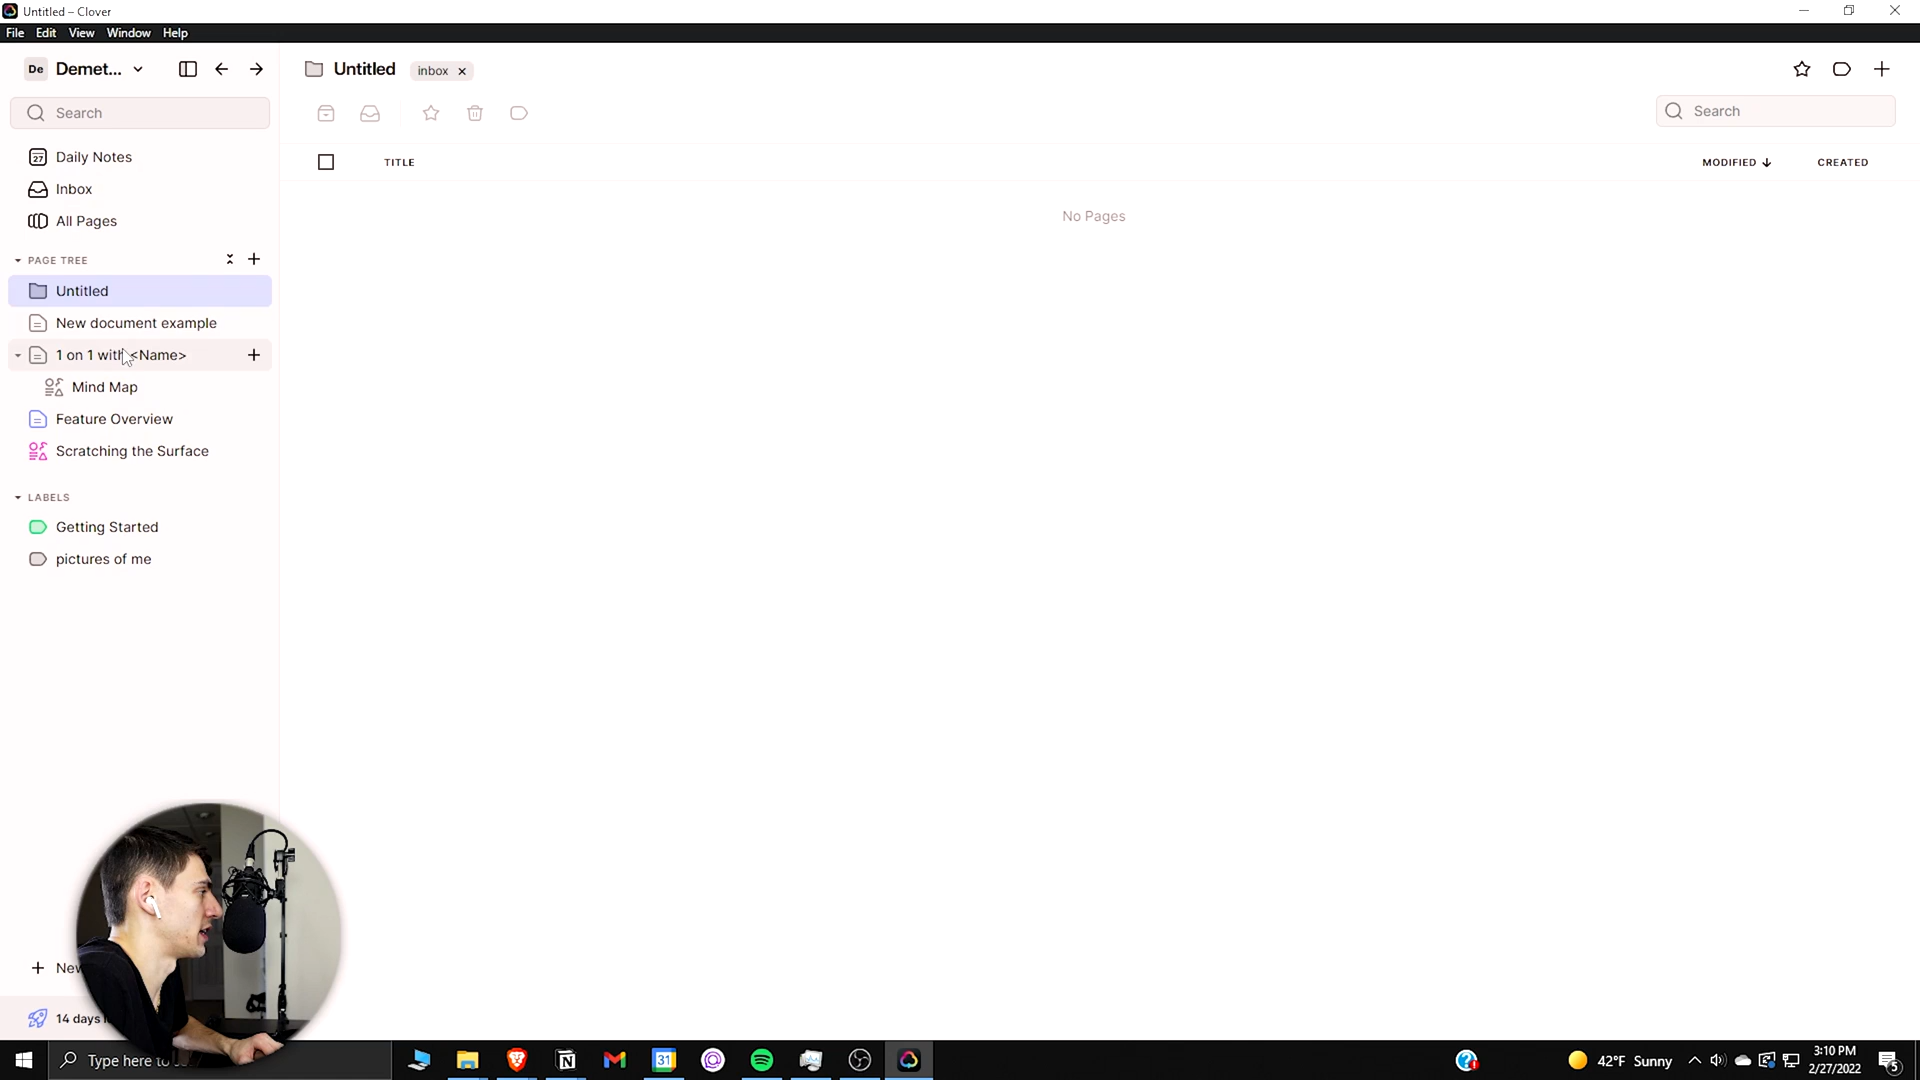 Untitled – Clover
File Edit View Window Help
De Demet...
Untitled inbox ×
Search
Search
Daily Notes
Inbox
All Pages
TITLE MODIFIED CREATED
No Pages
PAGE TREE
Untitled
New document example
1 on 1 with <Name>
Mind Map
Feature Overview
Scratching the Surface
LABELS
Getting Started
pictures of me
14 days
Type here to
31
42°F Sunny
3:10 PM
2/27/2022
5